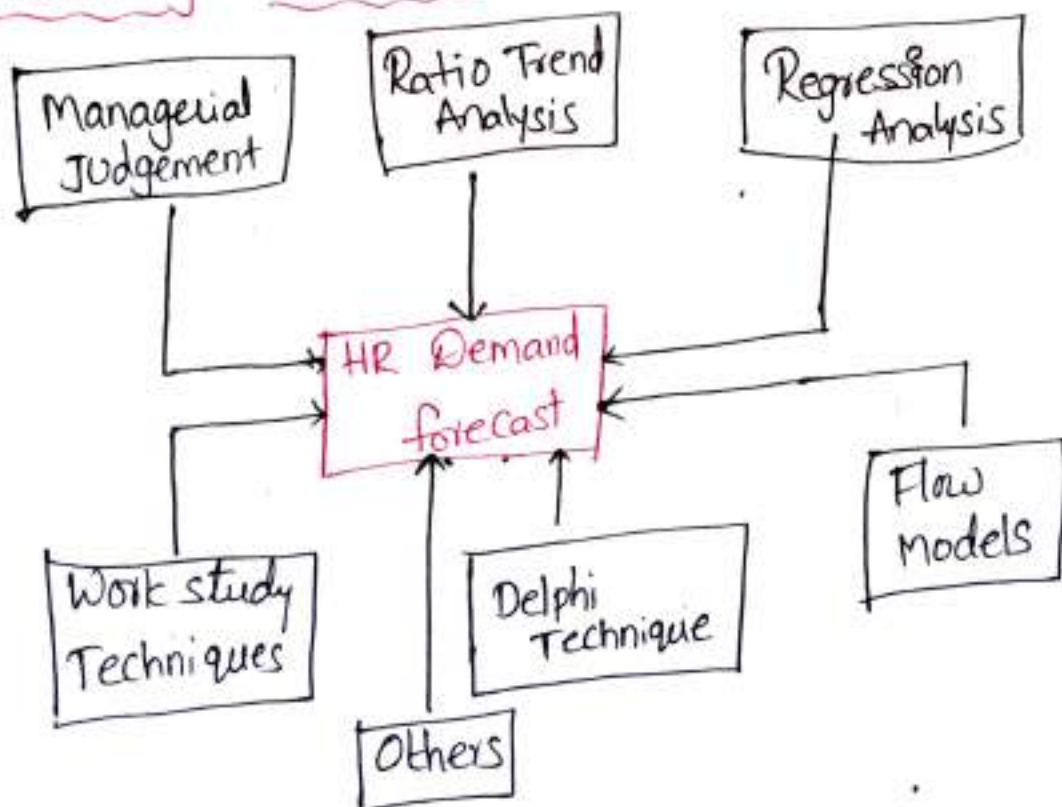 Managerial
Judgement
Ratio Trend
Analysis
Regression
Analysis
HR Demand
forecast
Work study
Techniques
Others
Delphi
Technique
Flow
Models